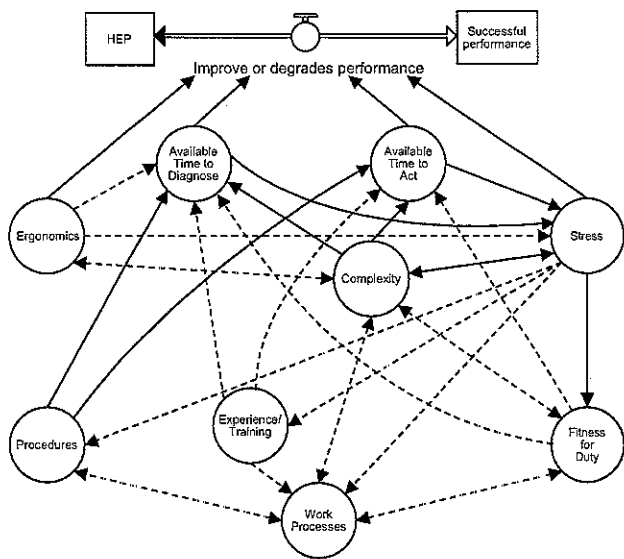 HEP
Successful
performance
Improve or degrades performance
Available
Time to
Diagnose
Available
Time to
Act
Ergonomics
Stress
Complexity
Procedures
Experience/
Training
Fitness
for
Duty
Work
Processes